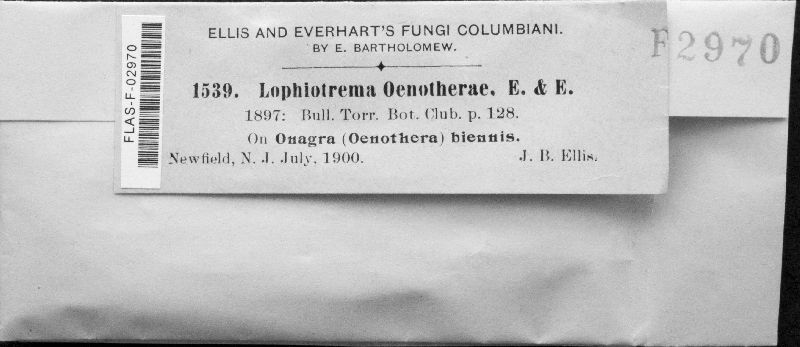 ELLIS AND EVERHART'S FUNGI COLUMBIANI.
BY E. BARTHOLOMEW.
1539. Lophiotrema Oenotherae, E. & E.
1897: Bull. Torr. Bot. Club. p. 128.
On Onagra (Oenothera) biennis.
Newfield, N. J. July, 1900. J. B. Ellis.
FLAS-F-02970
F2970